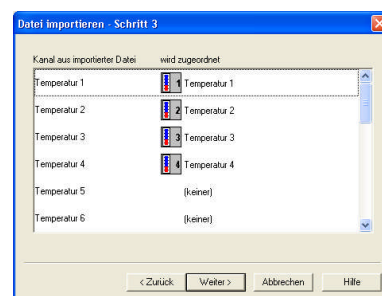 Datei importieren - Schritt 3
Kanal aus importierter Datei wird zugeordnet
Temperatur 1 1 Temperatur 1
Temperatur 2 2 Temperatur 2
Temperatur 3 3 Temperatur 3
Temperatur 4 4 Temperatur 4
Temperatur 5 (keiner)
Temperatur 6 (keiner)
< Zurück Weiter > Abbrechen Hilfe